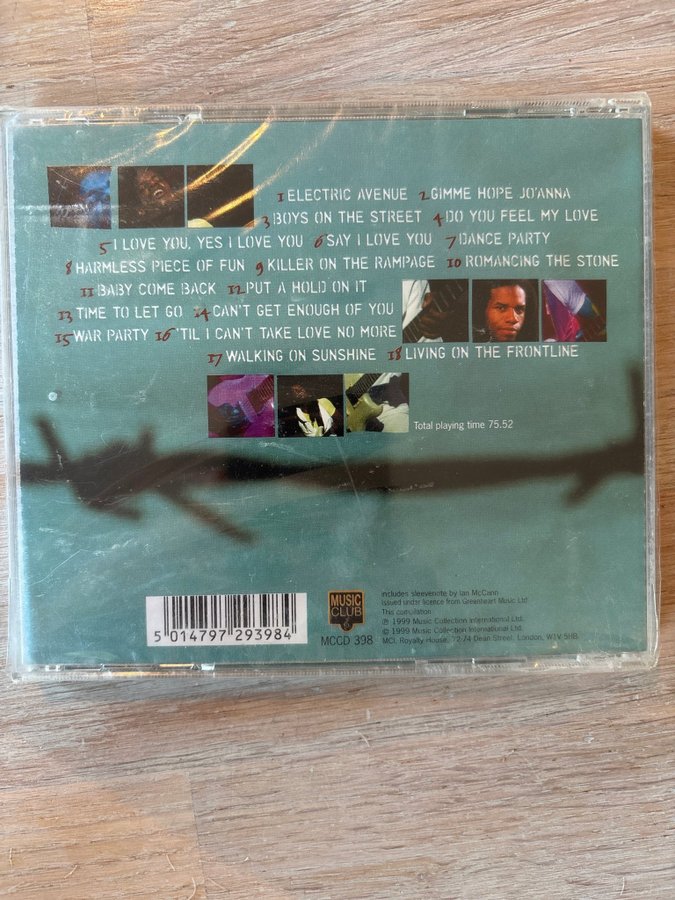 1 ELECTRIC AVENUE 2 GIMME HOPE JO'ANNA
3 BOYS ON THE STREET 4 DO YOU FEEL MY LOVE
5 I LOVE YOU, YES I LOVE YOU 6 SAY I LOVE YOU 7 DANCE PARTY
8 HARMLESS PIECE OF FUN 9 KILLER ON THE RAMPAGE 10 ROMANCING THE STONE
11 BABY COME BACK 12 PUT A HOLD ON IT
13 TIME TO LET GO 14 CAN'T GET ENOUGH OF YOU
15 WAR PARTY 16 'TIL I CAN'T TAKE LOVE NO MORE
17 WALKING ON SUNSHINE 18 LIVING ON THE FRONTLINE
Total playing time 75.52
5 014797 293984
MUSIC
CLUB
MCCD 398
includes sleevenote by Ian McCann
issued under licence from Greenheart Music Ltd
This compilation
℗ 1999 Music Collection International Ltd.
© 1999 Music Collection International Ltd.
MCI, Royalty House, 72-74 Dean Street, London, W1V 5HB